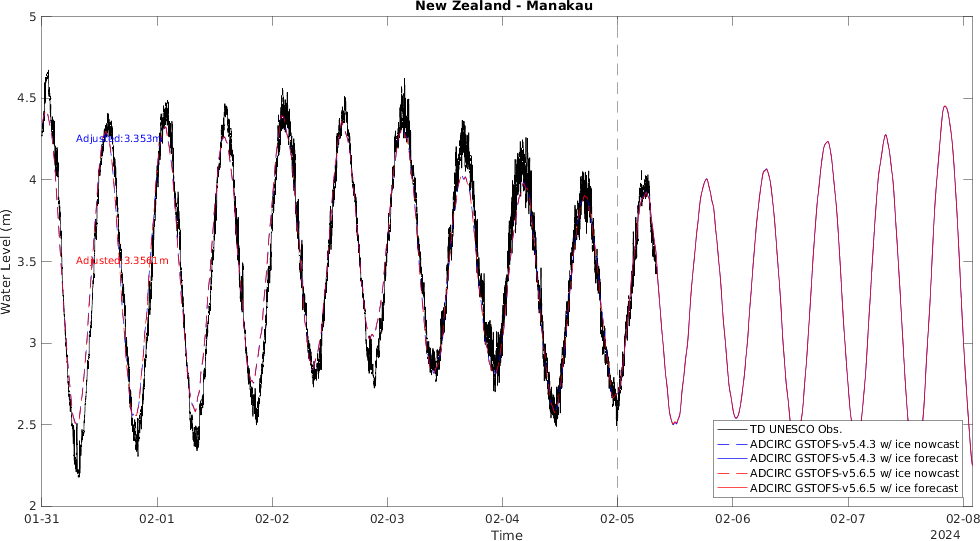 New Zealand - Manakau
5
4.5
4
3.5
3
2.5
2
Water Level (m)
Adjusted:3.353m
Adjusted:3.3561m
TD UNESCO Obs.
ADCIRC GSTOFS-v5.4.3 w/ ice nowcast
ADCIRC GSTOFS-v5.4.3 w/ ice forecast
ADCIRC GSTOFS-v5.6.5 w/ ice nowcast
ADCIRC GSTOFS-v5.6.5 w/ ice forecast
01-31 02-01 02-02 02-03 02-04 02-05 02-06 02-07 02-08
Time
2024